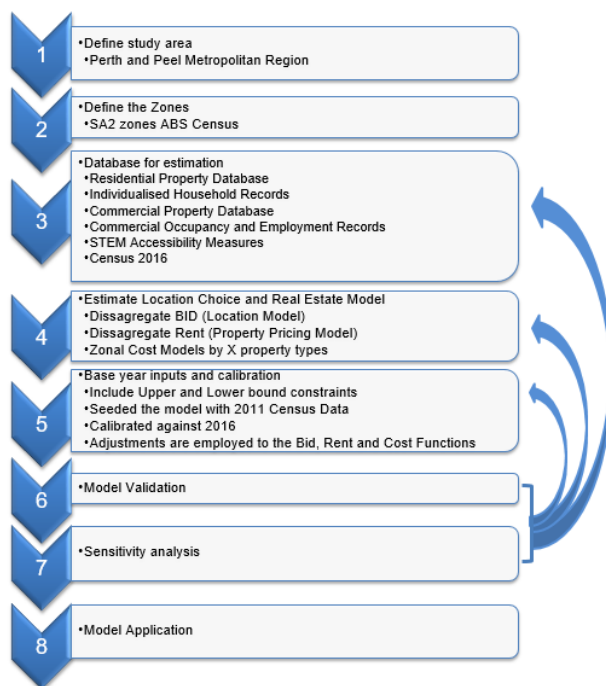 1
•Define study area
•Perth and Peel Metropolitan Region
2
•Define the Zones
•SA2 zones ABS Census
3
•Database for estimation
•Residential Property Database
•Individualised Household Records
•Commercial Property Database
•Commercial Occupancy and Employment Records
•STEM Accessibility Measures
•Census 2016
4
•Estimate Location Choice and Real Estate Model
•Dissagregate BID (Location Model)
•Dissagregate Rent (Property Pricing Model)
•Zonal Cost Models by X property types
5
•Base year inputs and calibration
•Include Upper and Lower bound constraints
•Seeded the model with 2011 Census Data
•Calibrated against 2016
•Adjustments are employed to the Bid, Rent and Cost Functions
6
•Model Validation
7
•Sensitivity analysis
8
•Model Application